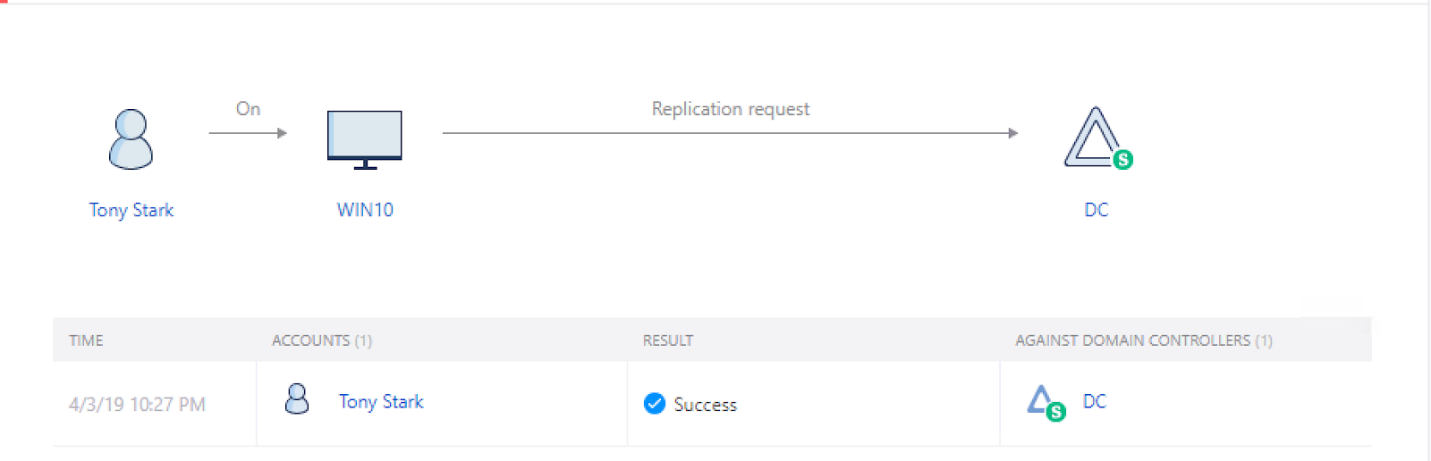 On
Replication request
S
Tony Stark
WIN10
DC
TIME ACCOUNTS (1) RESULT AGAINST DOMAIN CONTROLLERS (1)
4/3/19 10:27 PM Tony Stark Success S DC